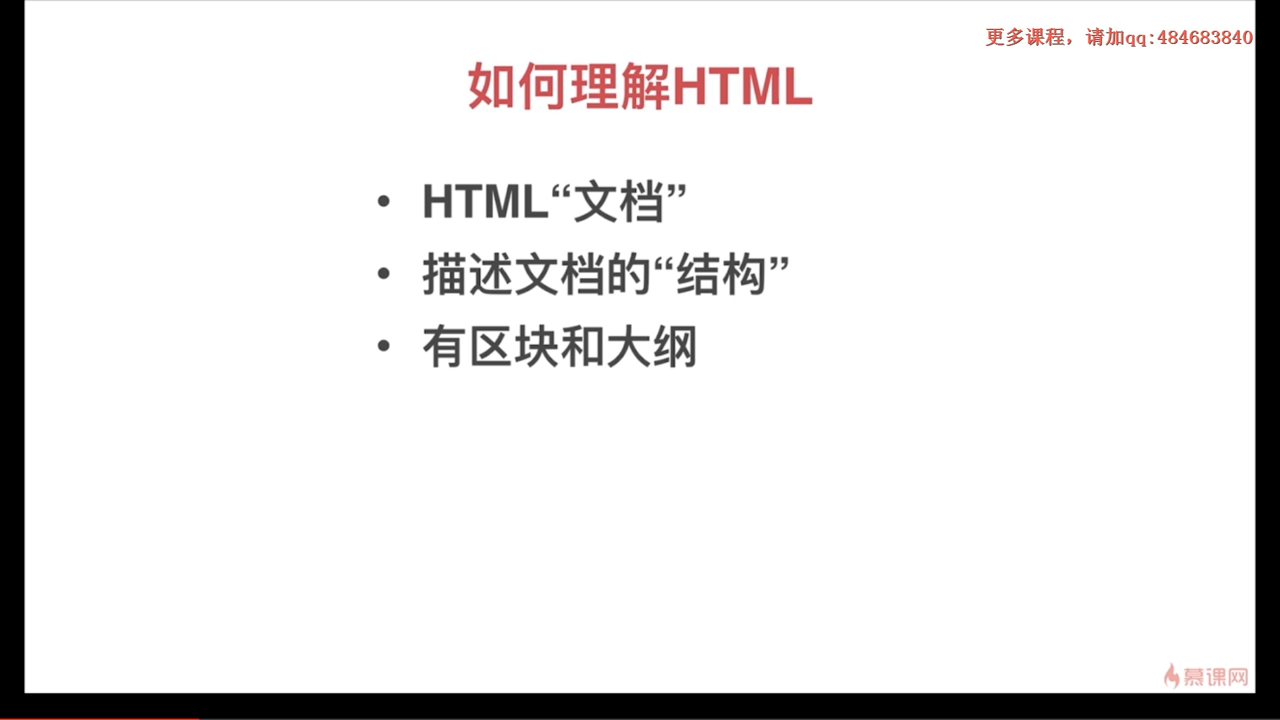 更多课程，请加qq:484683840
如何理解HTML
• HTML“文档”
• 描述文档的“结构”
• 有区块和大纲
慕课网